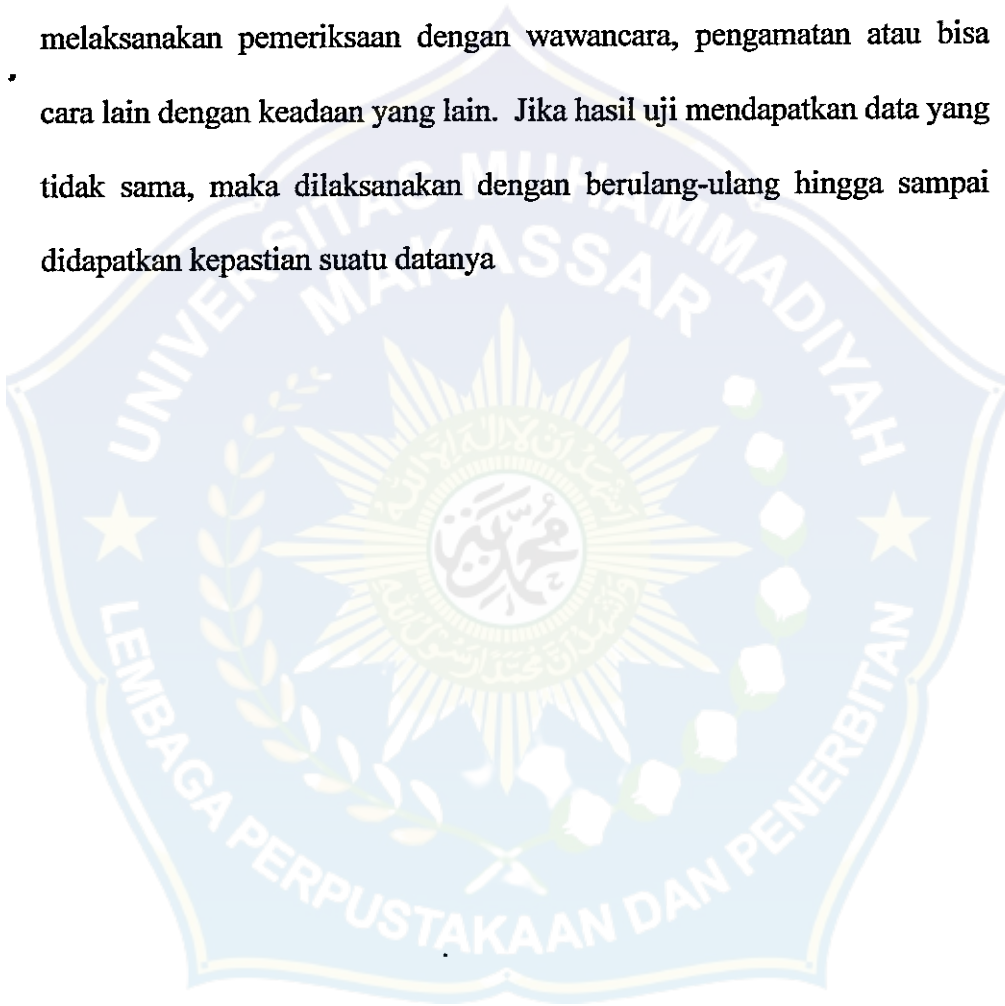 melaksanakan pemeriksaan dengan wawancara, pengamatan atau bisa
cara lain dengan keadaan yang lain. Jika hasil uji mendapatkan data yang
tidak sama, maka dilaksanakan dengan berulang-ulang hingga sampai
didapatkan kepastian suatu datanya
UNIVERSITAS MUHAMMADIYAH
MAKASSAR
LEMBAGA PERPUSTAKAAN DAN PENERBITAN